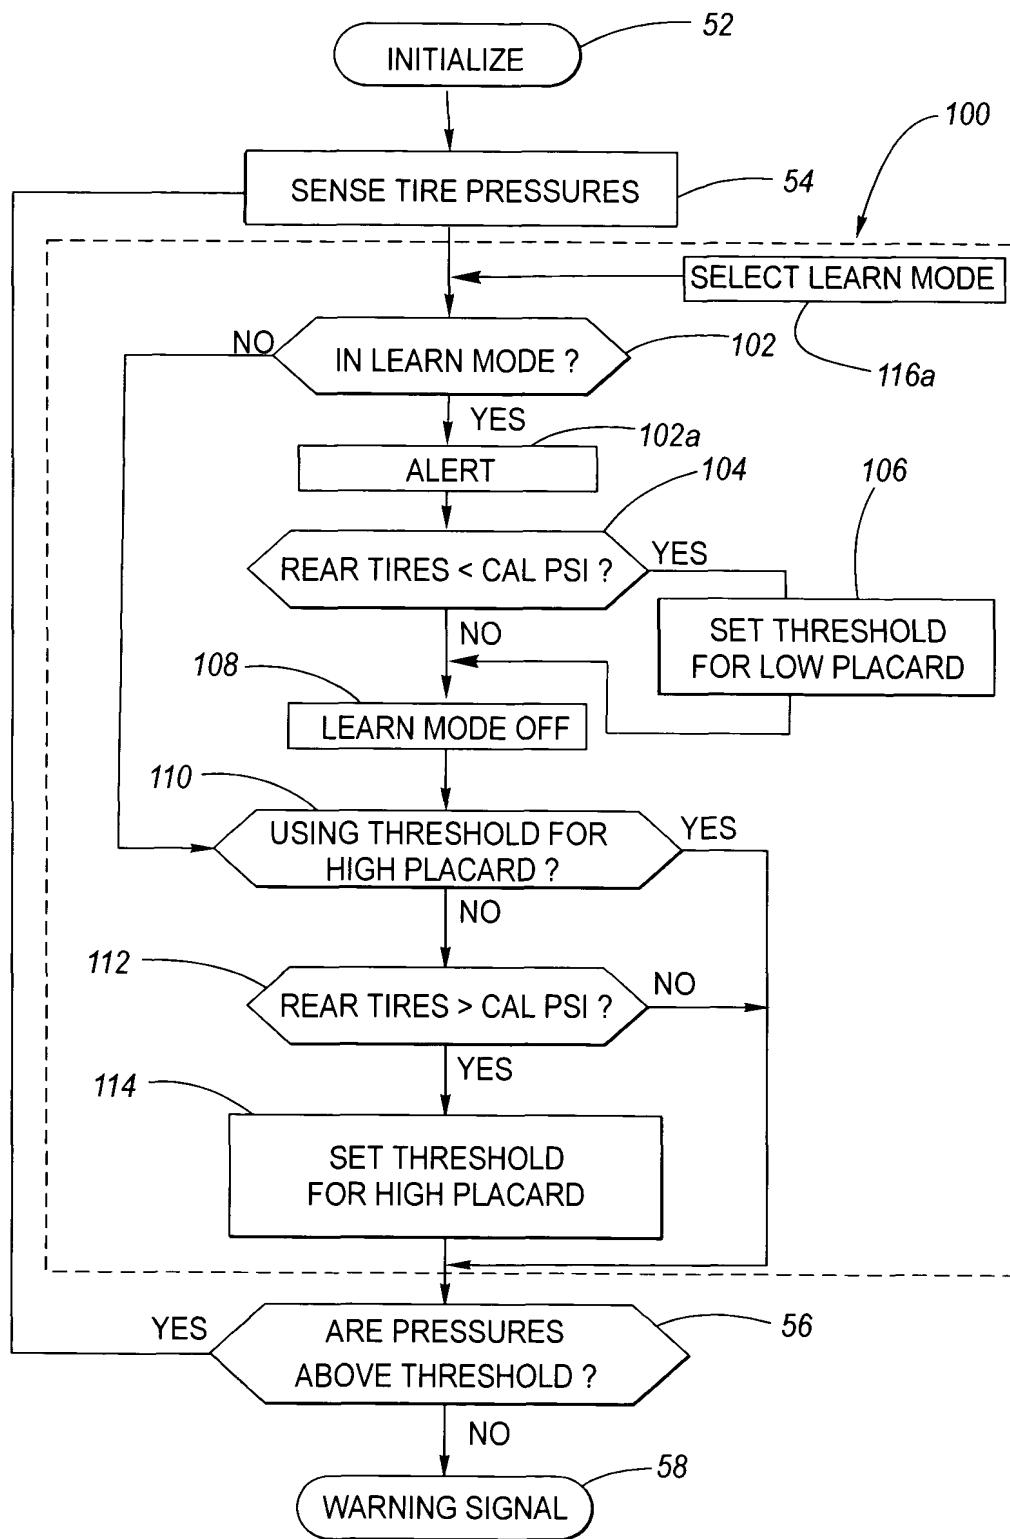 INITIALIZE
52
100
SENSE TIRE PRESSURES
54
SELECT LEARN MODE
116a
NO
IN LEARN MODE ?
102
YES
102a
ALERT
104
106
REAR TIRES < CAL PSI ?
YES
SET THRESHOLD
FOR LOW PLACARD
NO
108
LEARN MODE OFF
110
USING THRESHOLD FOR
HIGH PLACARD ?
YES
NO
112
REAR TIRES > CAL PSI ?
NO
YES
114
SET THRESHOLD
FOR HIGH PLACARD
YES
ARE PRESSURES
ABOVE THRESHOLD ?
56
NO
58
WARNING SIGNAL